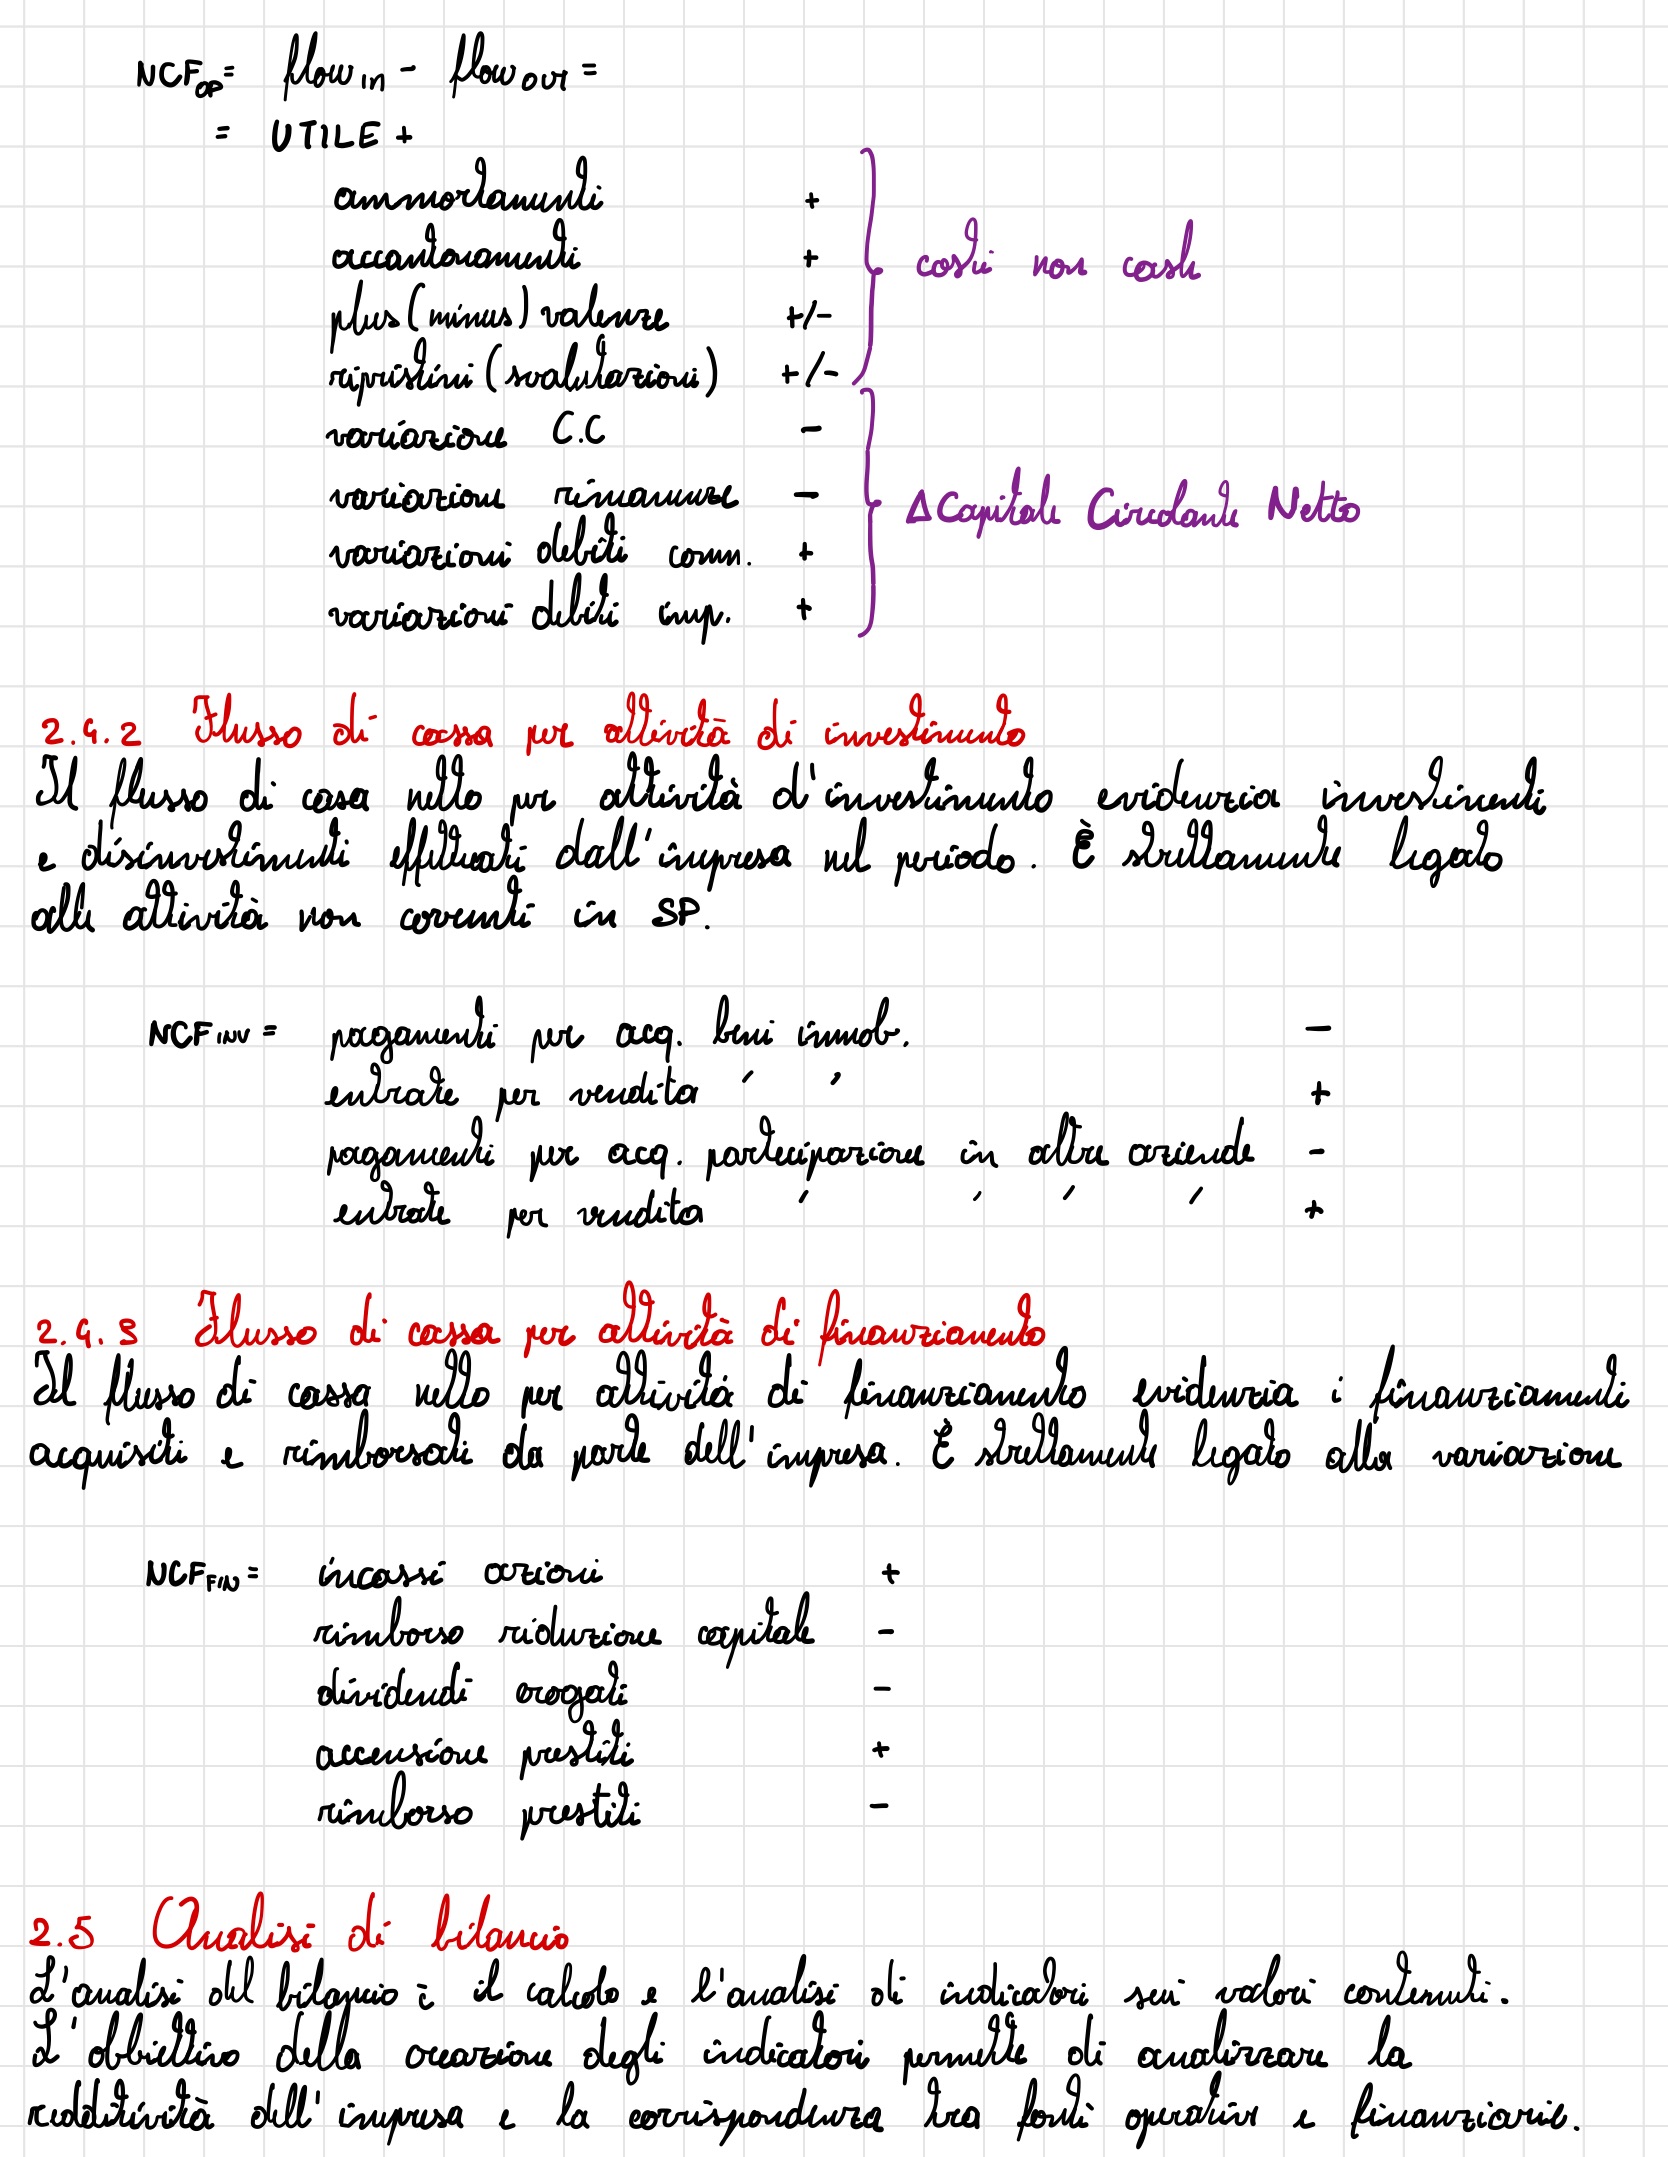 NCF OP = flow in - flow out =
= UTILE +
ammortamenti +
accantonamenti +
plus (minus) valenze +/-
ripristini (svalutazioni) +/-
costi non cash
variazione C.C -
variazione rimanenze -
variazioni debiti comm. +
variazioni debiti imp. +
Δ Capitale Circolante Netto
2.4.2 Flusso di cassa per attività di investimento
Il flusso di casa netto per attività d'investimento evidenzia investimenti
e disinvestimenti effettuati dall'impresa nel periodo. È strettamente legato
alle attività non correnti in SP.
NCF INV = pagamenti per acq. beni immob. -
entrate per vendita ′ ′ +
pagamenti per acq. partecipazione in altre aziende -
entrate per vendita ′ ′ ′ ′ +
2.4.3 Flusso di cassa per attività di finanziamento
Il flusso di cassa netto per attività di finanziamento evidenzia i finanziamenti
acquisiti e rimborsati da parte dell'impresa. È strettamente legato alla variazione
NCF FIN = incassi azioni +
rimborso riduzione capitale -
dividendi erogati -
accensione prestiti +
rimborso prestiti -
2.5 Analisi di bilancio
L'analisi del bilancio è il calcolo e l'analisi di indicatori sui valori contenuti.
L'obbiettivo della creazione degli indicatori permette di analizzare la
redditività dell'impresa e la corrispondenza tra fonti operative e finanziarie.